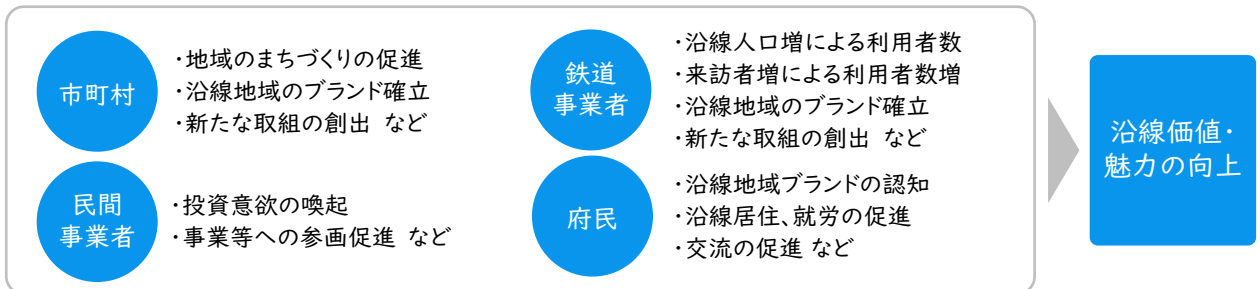 市町村
・地域のまちづくりの促進
・沿線地域のブランド確立
・新たな取組の創出 など
鉄道
事業者
・沿線人口増による利用者数
・来訪者増による利用者数増
・沿線地域のブランド確立
・新たな取組の創出 など
民間
事業者
・投資意欲の喚起
・事業等への参画促進 など
府民
・沿線地域ブランドの認知
・沿線居住、就労の促進
・交流の促進 など
沿線価値・
魅力の向上